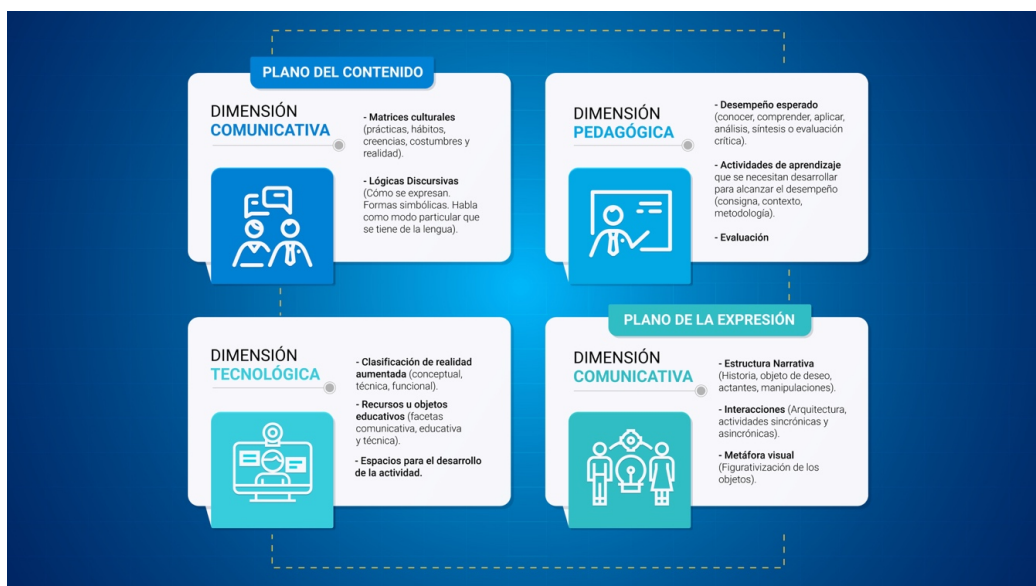 PLANO DEL CONTENIDO
DIMENSIÓN
COMUNICATIVA
- Matrices culturales
(prácticas, hábitos,
creencias, costumbres y
realidad).
- Lógicas Discursivas
(Cómo se expresan.
Formas simbólicas. Habla
como modo particular que
se tiene de la lengua).
DIMENSIÓN
PEDAGÓGICA
- Desempeño esperado
(conocer, comprender, aplicar,
análisis, síntesis o evaluación
crítica).
- Actividades de aprendizaje
que se necesitan desarrollar
para alcanzar el desempeño
(consigna, contexto,
metodología).
- Evaluación
DIMENSIÓN
TECNOLÓGICA
- Clasificación de realidad
aumentada (conceptual,
técnica, funcional).
- Recursos u objetos
educativos (facetas
comunicativa, educativa
y técnica).
- Espacios para el desarrollo
de la actividad.
PLANO DE LA EXPRESIÓN
DIMENSIÓN
COMUNICATIVA
- Estructura Narrativa
(Historia, objeto de deseo,
actantes, manipulaciones).
- Interacciones (Arquitectura,
actividades sincrónicas y
asincrónicas).
- Metáfora visual
(Figurativización de los
objetos).